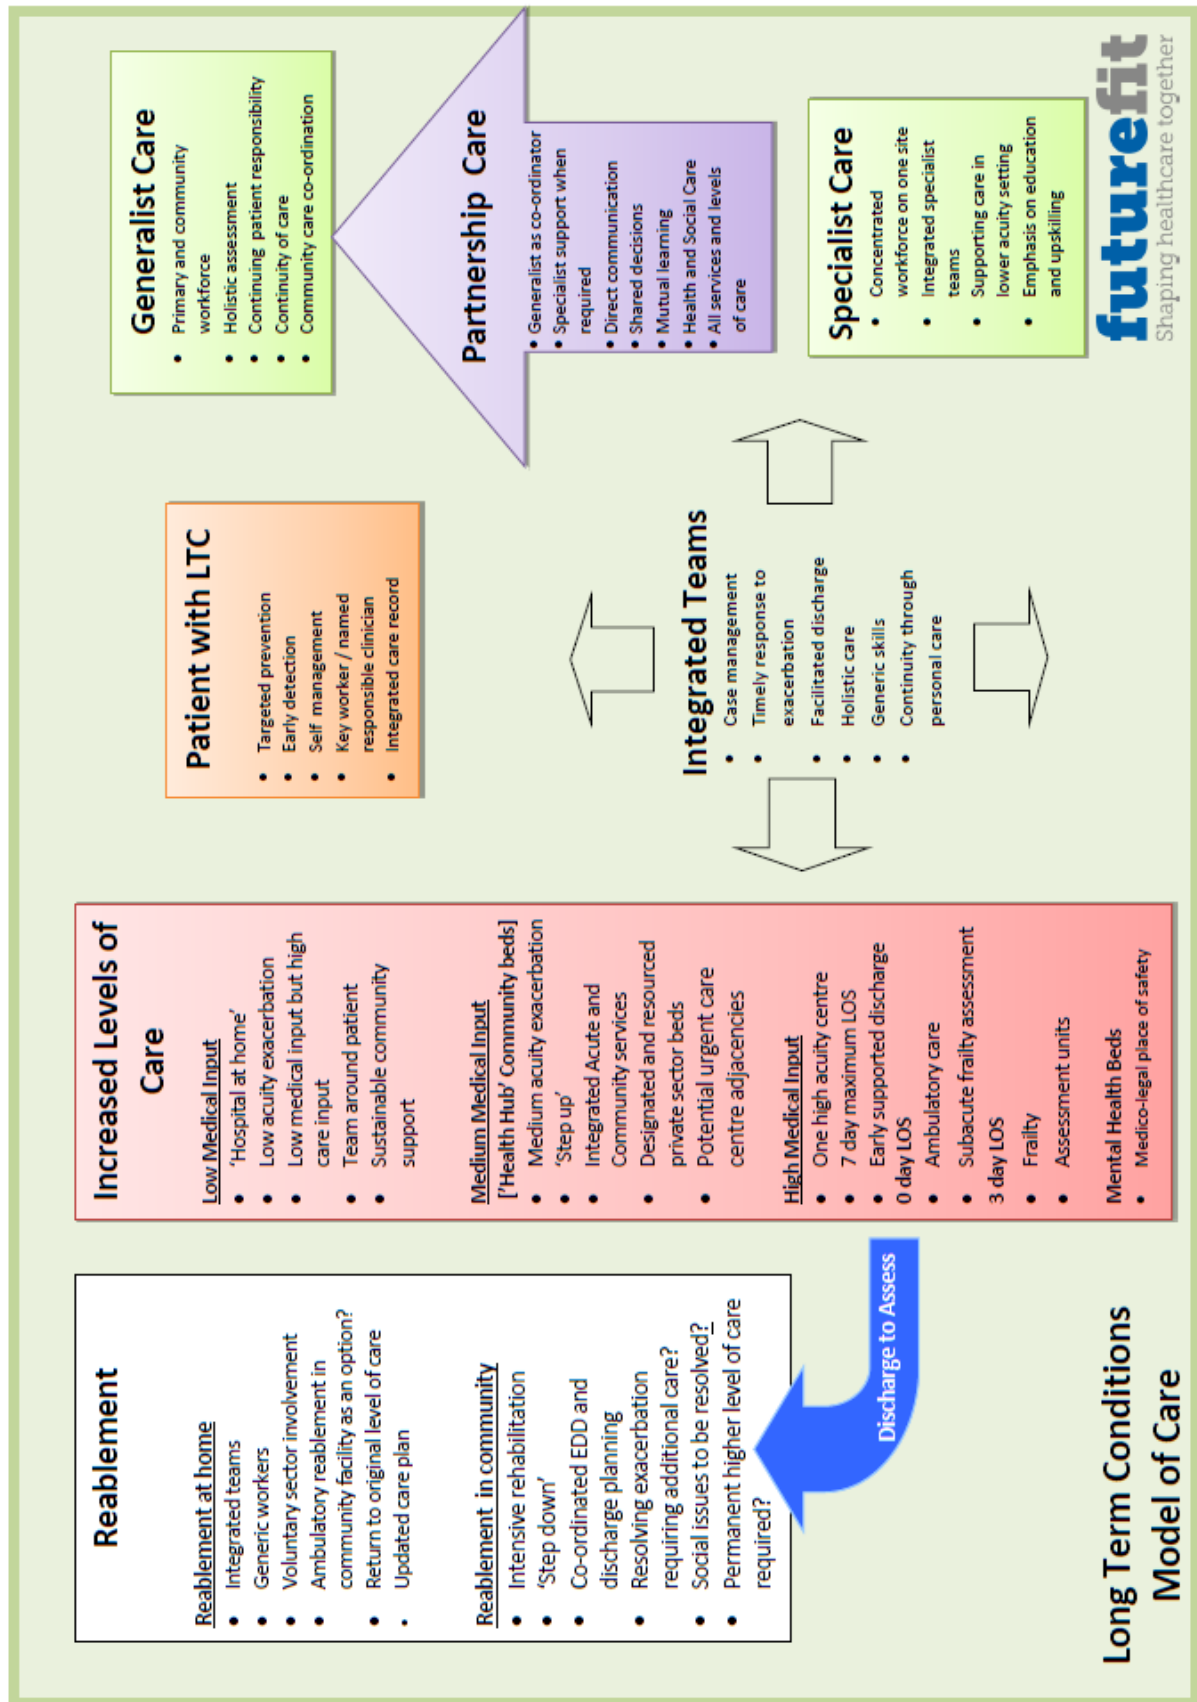 Reablement
Reablement at home
• Integrated teams
• Generic workers
• Voluntary sector involvement
• Ambulatory reablement in
community facility as an option?
• Return to original level of care
• Updated care plan
Reablement in community
• Intensive rehabilitation
• 'Step down'
• Co-ordinated EDD and
discharge planning
• Resolving exacerbation
requiring additional care?
• Social issues to be resolved?
• Permanent higher level of care
required?
Discharge to Assess
Long Term Conditions
Model of Care
Increased Levels of
Care
Low Medical Input
• 'Hospital at home'
• Low acuity exacerbation
• Low medical input but high
care input
• Team around patient
• Sustainable community
support
Medium Medical Input
['Health Hub' Community beds]
• Medium acuity exacerbation
• 'Step up'
• Integrated Acute and
Community services
• Designated and resourced
private sector beds
• Potential urgent care
centre adjacencies
High Medical Input
• One high acuity centre
• 7 day maximum LOS
• Early supported discharge
0 day LOS
• Ambulatory care
• Subacute frailty assessment
3 day LOS
• Frailty
• Assessment units
Mental Health Beds
• Medico-legal place of safety
Patient with LTC
• Targeted prevention
• Early detection
• Self management
• Key worker / named
responsible clinician
• Integrated care record
Integrated Teams
• Case management
• Timely response to
exacerbation
• Facilitated discharge
• Holistic care
• Generic skills
• Continuity through
personal care
Generalist Care
• Primary and community
workforce
• Holistic assessment
• Continuing patient responsibility
• Continuity of care
• Community care co-ordination
Partnership Care
• Generalist as co-ordinator
• Specialist support when
required
• Direct communication
• Shared decisions
• Mutual learning
• Health and Social Care
• All services and levels
of care
Specialist Care
• Concentrated
workforce on one site
• Integrated specialist
teams
• Supporting care in
lower acuity setting
• Emphasis on education
and upskilling
futurefit
Shaping healthcare together